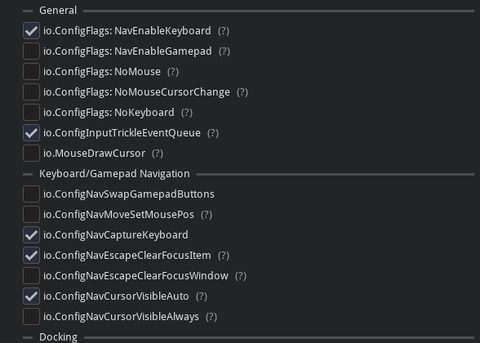 General
io.ConfigFlags: NavEnableKeyboard (?)
io.ConfigFlags: NavEnableGamepad (?)
io.ConfigFlags: NoMouse (?)
io.ConfigFlags: NoMouseCursorChange (?)
io.ConfigFlags: NoKeyboard (?)
io.ConfigInputTrickleEventQueue (?)
io.MouseDrawCursor (?)
Keyboard/Gamepad Navigation
io.ConfigNavSwapGamepadButtons
io.ConfigNavMoveSetMousePos (?)
io.ConfigNavCaptureKeyboard
io.ConfigNavEscapeClearFocusItem (?)
io.ConfigNavEscapeClearFocusWindow (?)
io.ConfigNavCursorVisibleAuto (?)
io.ConfigNavCursorVisibleAlways (?)
Docking